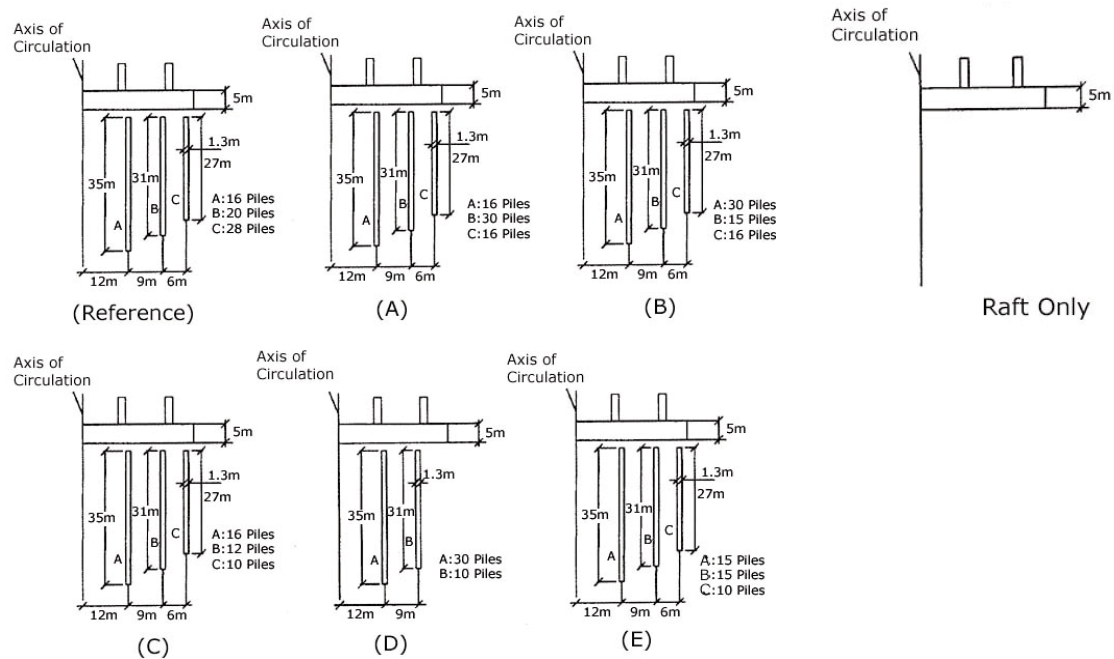 Axis of
Circulation
5m
1.3m
27m
31m
35m
C
B
A
A:16 Piles
B:20 Piles
C:28 Piles
12m
9m
6m
(Reference)
Axis of
Circulation
5m
1.3m
27m
31m
35m
C
B
A
A:16 Piles
B:30 Piles
C:16 Piles
12m
9m
6m
(A)
Axis of
Circulation
5m
1.3m
27m
31m
35m
C
B
A
A:30 Piles
B:15 Piles
C:16 Piles
12m
9m
6m
(B)
Axis of
Circulation
5m
Raft Only
Axis of
Circulation
5m
1.3m
27m
31m
35m
C
B
A
A:16 Piles
B:12 Piles
C:10 Piles
12m
9m
6m
(C)
Axis of
Circulation
5m
1.3m
31m
35m
B
A
A:30 Piles
B:10 Piles
12m
9m
(D)
Axis of
Circulation
5m
1.3m
27m
31m
35m
C
B
A
A:15 Piles
B:15 Piles
C:10 Piles
12m
9m
6m
(E)